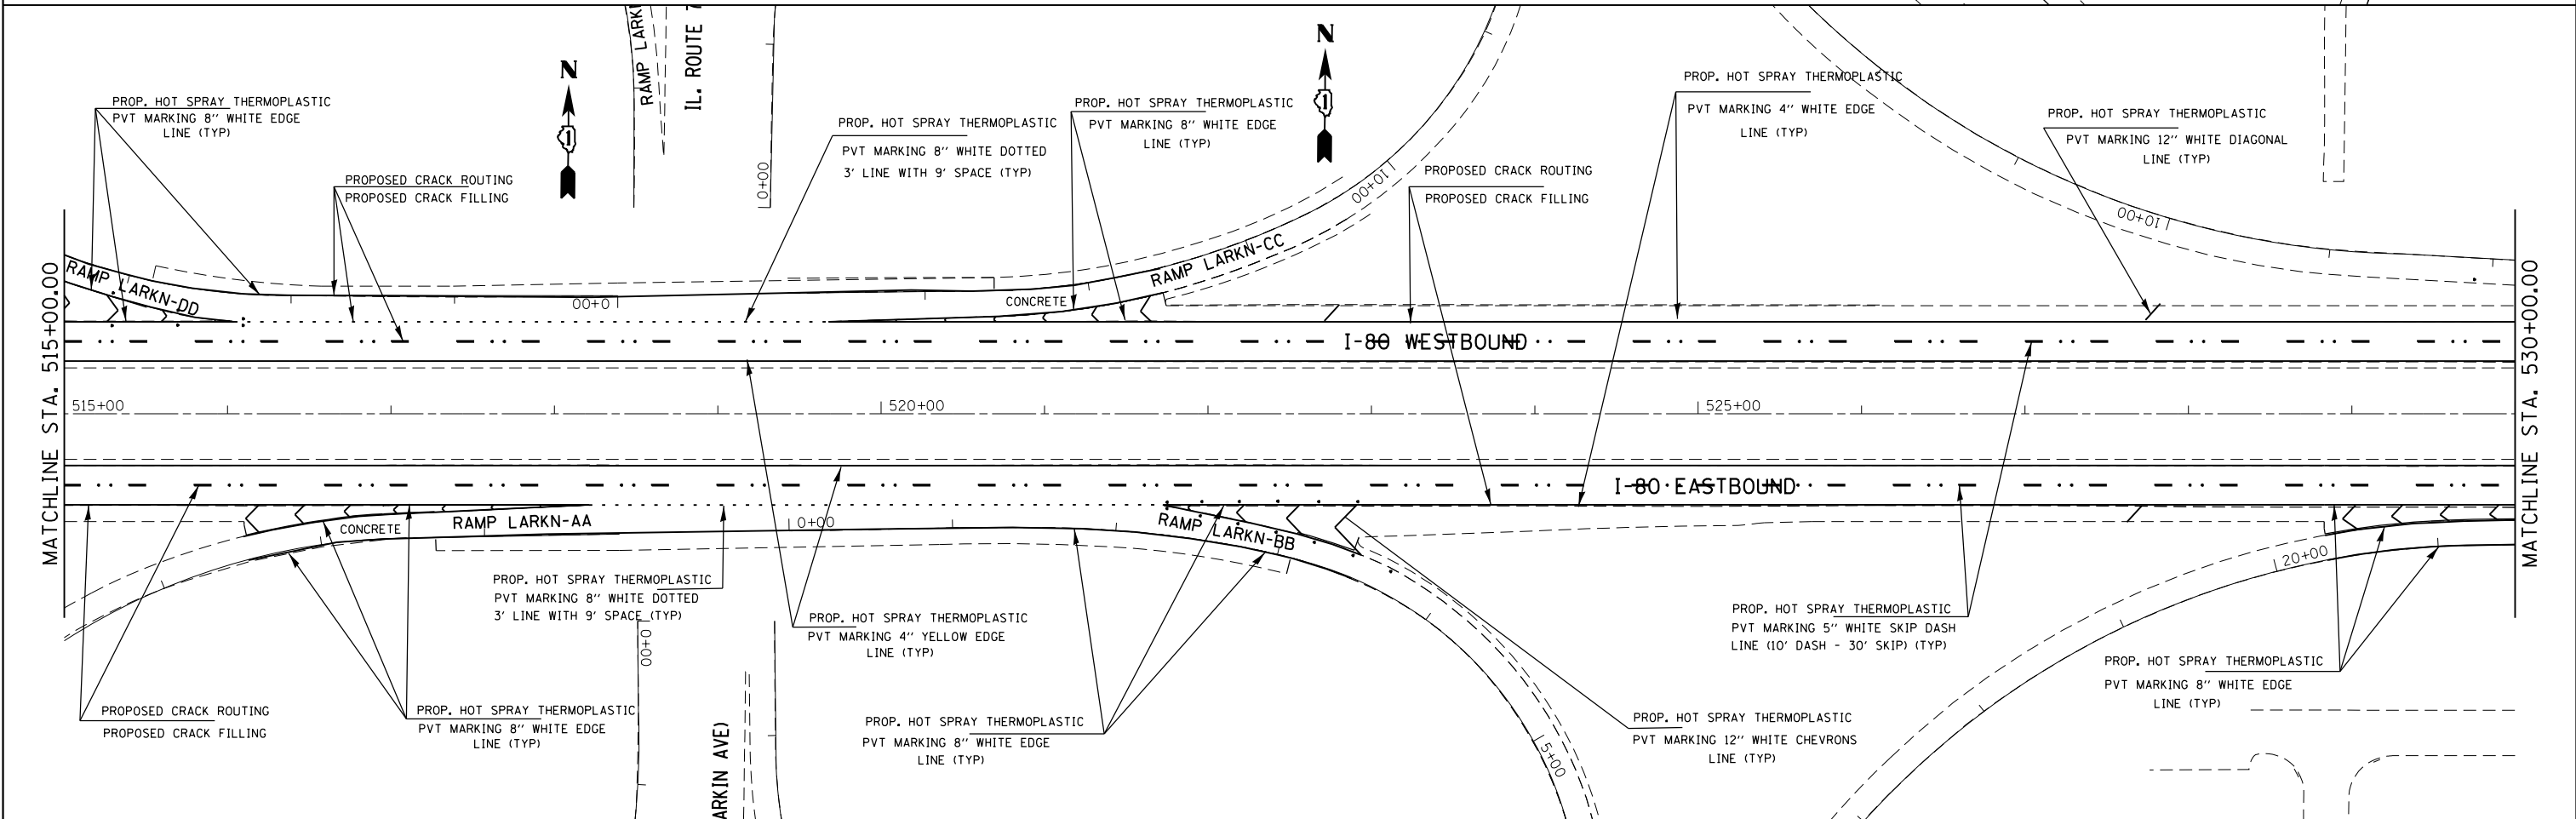 RAMP LARKN
IL. ROUTE 7
N
1
N
1
PROP. HOT SPRAY THERMOPLASTIC
PVT MARKING 8" WHITE EDGE
LINE (TYP)
PROPOSED CRACK ROUTING
PROPOSED CRACK FILLING
PROP. HOT SPRAY THERMOPLASTIC
PVT MARKING 8" WHITE DOTTED
3' LINE WITH 9' SPACE (TYP)
PROP. HOT SPRAY THERMOPLASTIC
PVT MARKING 8" WHITE EDGE
LINE (TYP)
PROPOSED CRACK ROUTING
PROPOSED CRACK FILLING
PROP. HOT SPRAY THERMOPLASTIC
PVT MARKING 4" WHITE EDGE
LINE (TYP)
PROP. HOT SPRAY THERMOPLASTIC
PVT MARKING 12" WHITE DIAGONAL
LINE (TYP)
0+00
10+00
10+00
RAMP LARKN-DD
0+00
CONCRETE
RAMP LARKN-CC
I-80 WESTBOUND
MATCHLINE STA. 515+00.00
515+00
520+00
525+00
MATCHLINE STA. 530+00.00
I-80 EASTBOUND
CONCRETE
RAMP LARKN-AA
0+00
RAMP LARKN-BB
20+00
PROP. HOT SPRAY THERMOPLASTIC
PVT MARKING 8" WHITE DOTTED
3' LINE WITH 9' SPACE (TYP)
0+00
PROP. HOT SPRAY THERMOPLASTIC
PVT MARKING 4" YELLOW EDGE
LINE (TYP)
PROP. HOT SPRAY THERMOPLASTIC
PVT MARKING 5" WHITE SKIP DASH
LINE (10' DASH - 30' SKIP) (TYP)
PROP. HOT SPRAY THERMOPLASTIC
PVT MARKING 8" WHITE EDGE
LINE (TYP)
PROPOSED CRACK ROUTING
PROPOSED CRACK FILLING
PROP. HOT SPRAY THERMOPLASTIC
PVT MARKING 8" WHITE EDGE
LINE (TYP)
ARKIN AVE)
PROP. HOT SPRAY THERMOPLASTIC
PVT MARKING 8" WHITE EDGE
LINE (TYP)
5+00
PROP. HOT SPRAY THERMOPLASTIC
PVT MARKING 12" WHITE CHEVRONS
LINE (TYP)